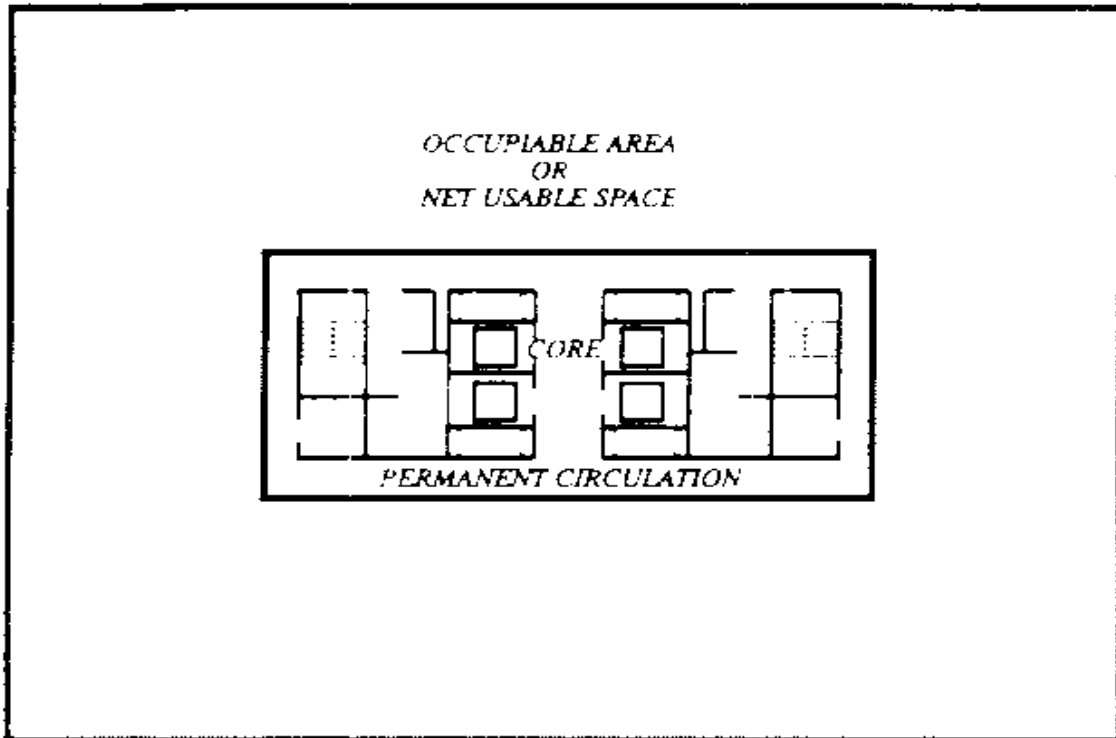 OCCUPIABLE AREA
OR
NET USABLE SPACE
CORE
PERMANENT CIRCULATION